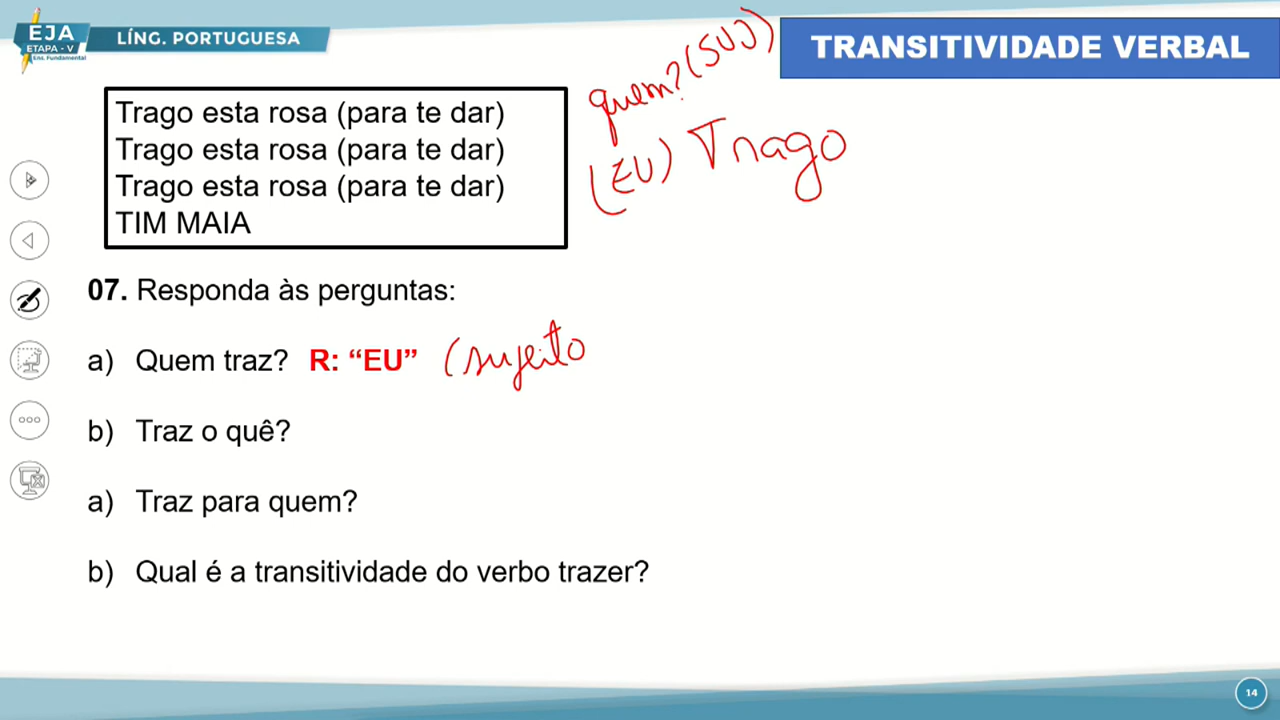 EJA
ETAPA - V
Ens. Fundamental
LÍNG. PORTUGUESA
TRANSITIVIDADE VERBAL
quem? (SUJ)
(EU) Trago
Trago esta rosa (para te dar)
Trago esta rosa (para te dar)
Trago esta rosa (para te dar)
TIM MAIA
07. Responda às perguntas:
a) Quem traz? R: “EU” (sujeito
b) Traz o quê?
a) Traz para quem?
b) Qual é a transitividade do verbo trazer?
14